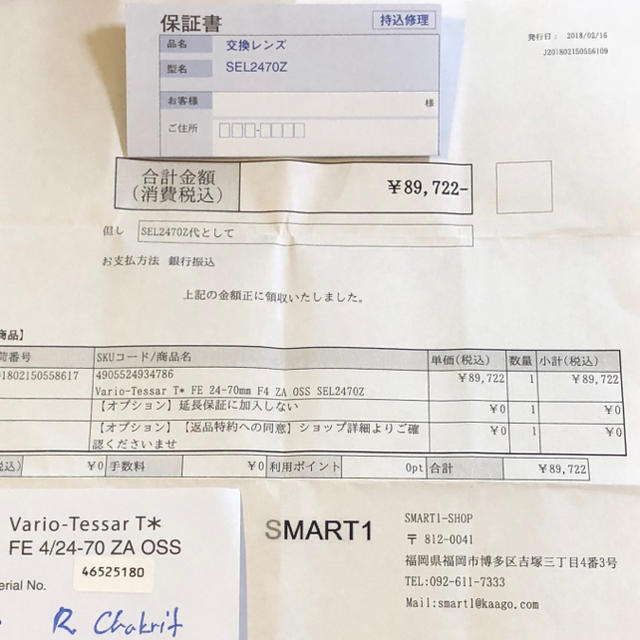 保証書
持込修理
品名 交換レンズ
型名 SEL2470Z
お客様 様
ご住所
発行日: 2018/02/16
J201802150556109
合計金額
(消費税込)
¥89,722-
但し SEL2470Z代として
お支払方法 銀行振込
上記の金額正に領収いたしました。
商品】
荷番号 SKUコード/商品名 単価(税込) 数量 小計(税込)
01802150558617 4905524934786 ¥89,722 1 ¥89,722
Vario-Tessar T* FE 24-70mm F4 ZA OSS SEL2470Z
【オプション】延長保証に加入しない ¥0 1 ¥0
【オプション】【返品特約への同意】ショップ詳細よりご確 ¥0 1 ¥0
認くださいませ
税込) ¥0 手数料 ¥0 利用ポイント 0pt 合計 ¥89,722
Vario-Tessar T*
FE 4/24-70 ZA OSS
46525180
erial No.
R Chakrit
SMART1
SMART1-SHOP
〒 812-0041
福岡県福岡市博多区吉塚三丁目4番3号
TEL:092-611-7333
Mail:smart1@kaago.com